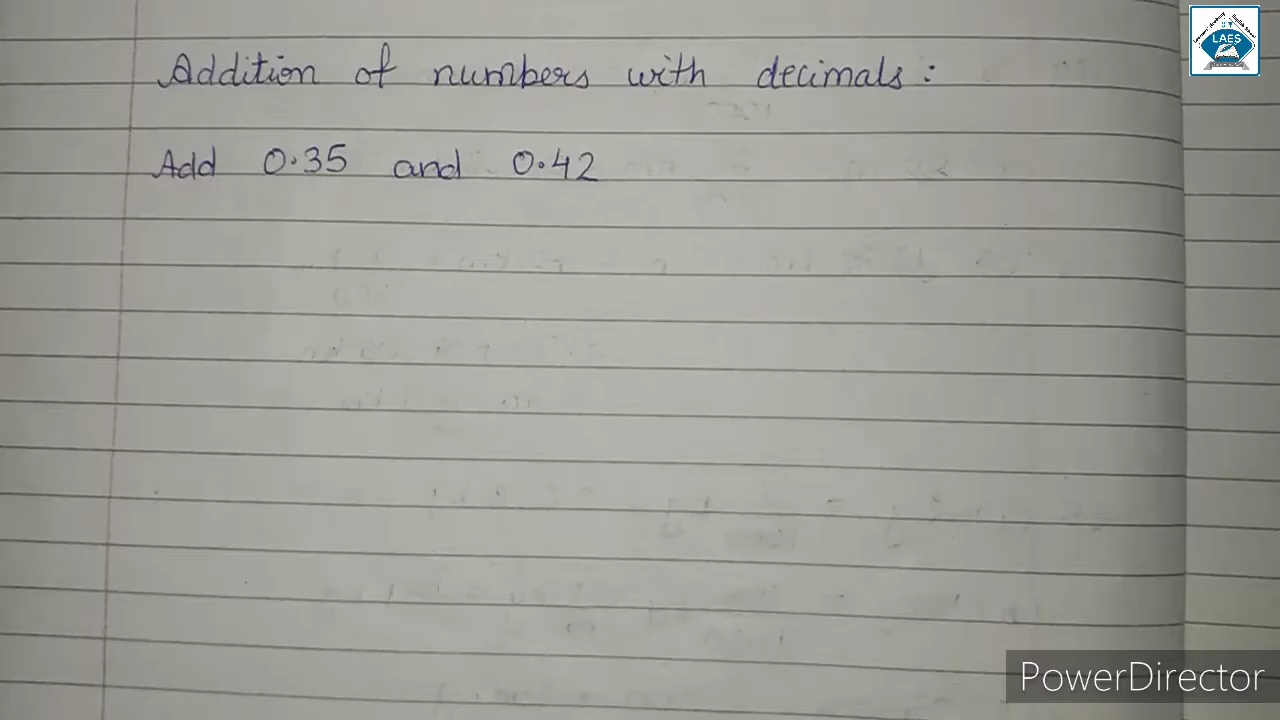 LAES
Addition of numbers with decimals :
Add 0.35 and 0.42
PowerDirector